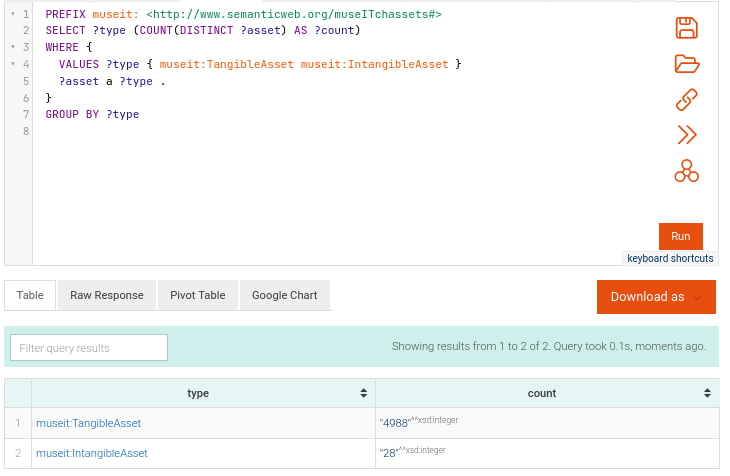 1 PREFIX museit: <http://www.semanticweb.org/museITchassets#>
2 SELECT ?type (COUNT(DISTINCT ?asset) AS ?count)
3 WHERE {
4 VALUES ?type { museit:TangibleAsset museit:IntangibleAsset }
5 ?asset a ?type .
6 }
7 GROUP BY ?type
8
Run
keyboard shortcuts
Table Raw Response Pivot Table Google Chart Download as
Filter query results Showing results from 1 to 2 of 2. Query took 0.1s, moments ago.
type count
1 museit:TangibleAsset "4988"^^xsd:integer
2 museit:IntangibleAsset "28"^^xsd:integer